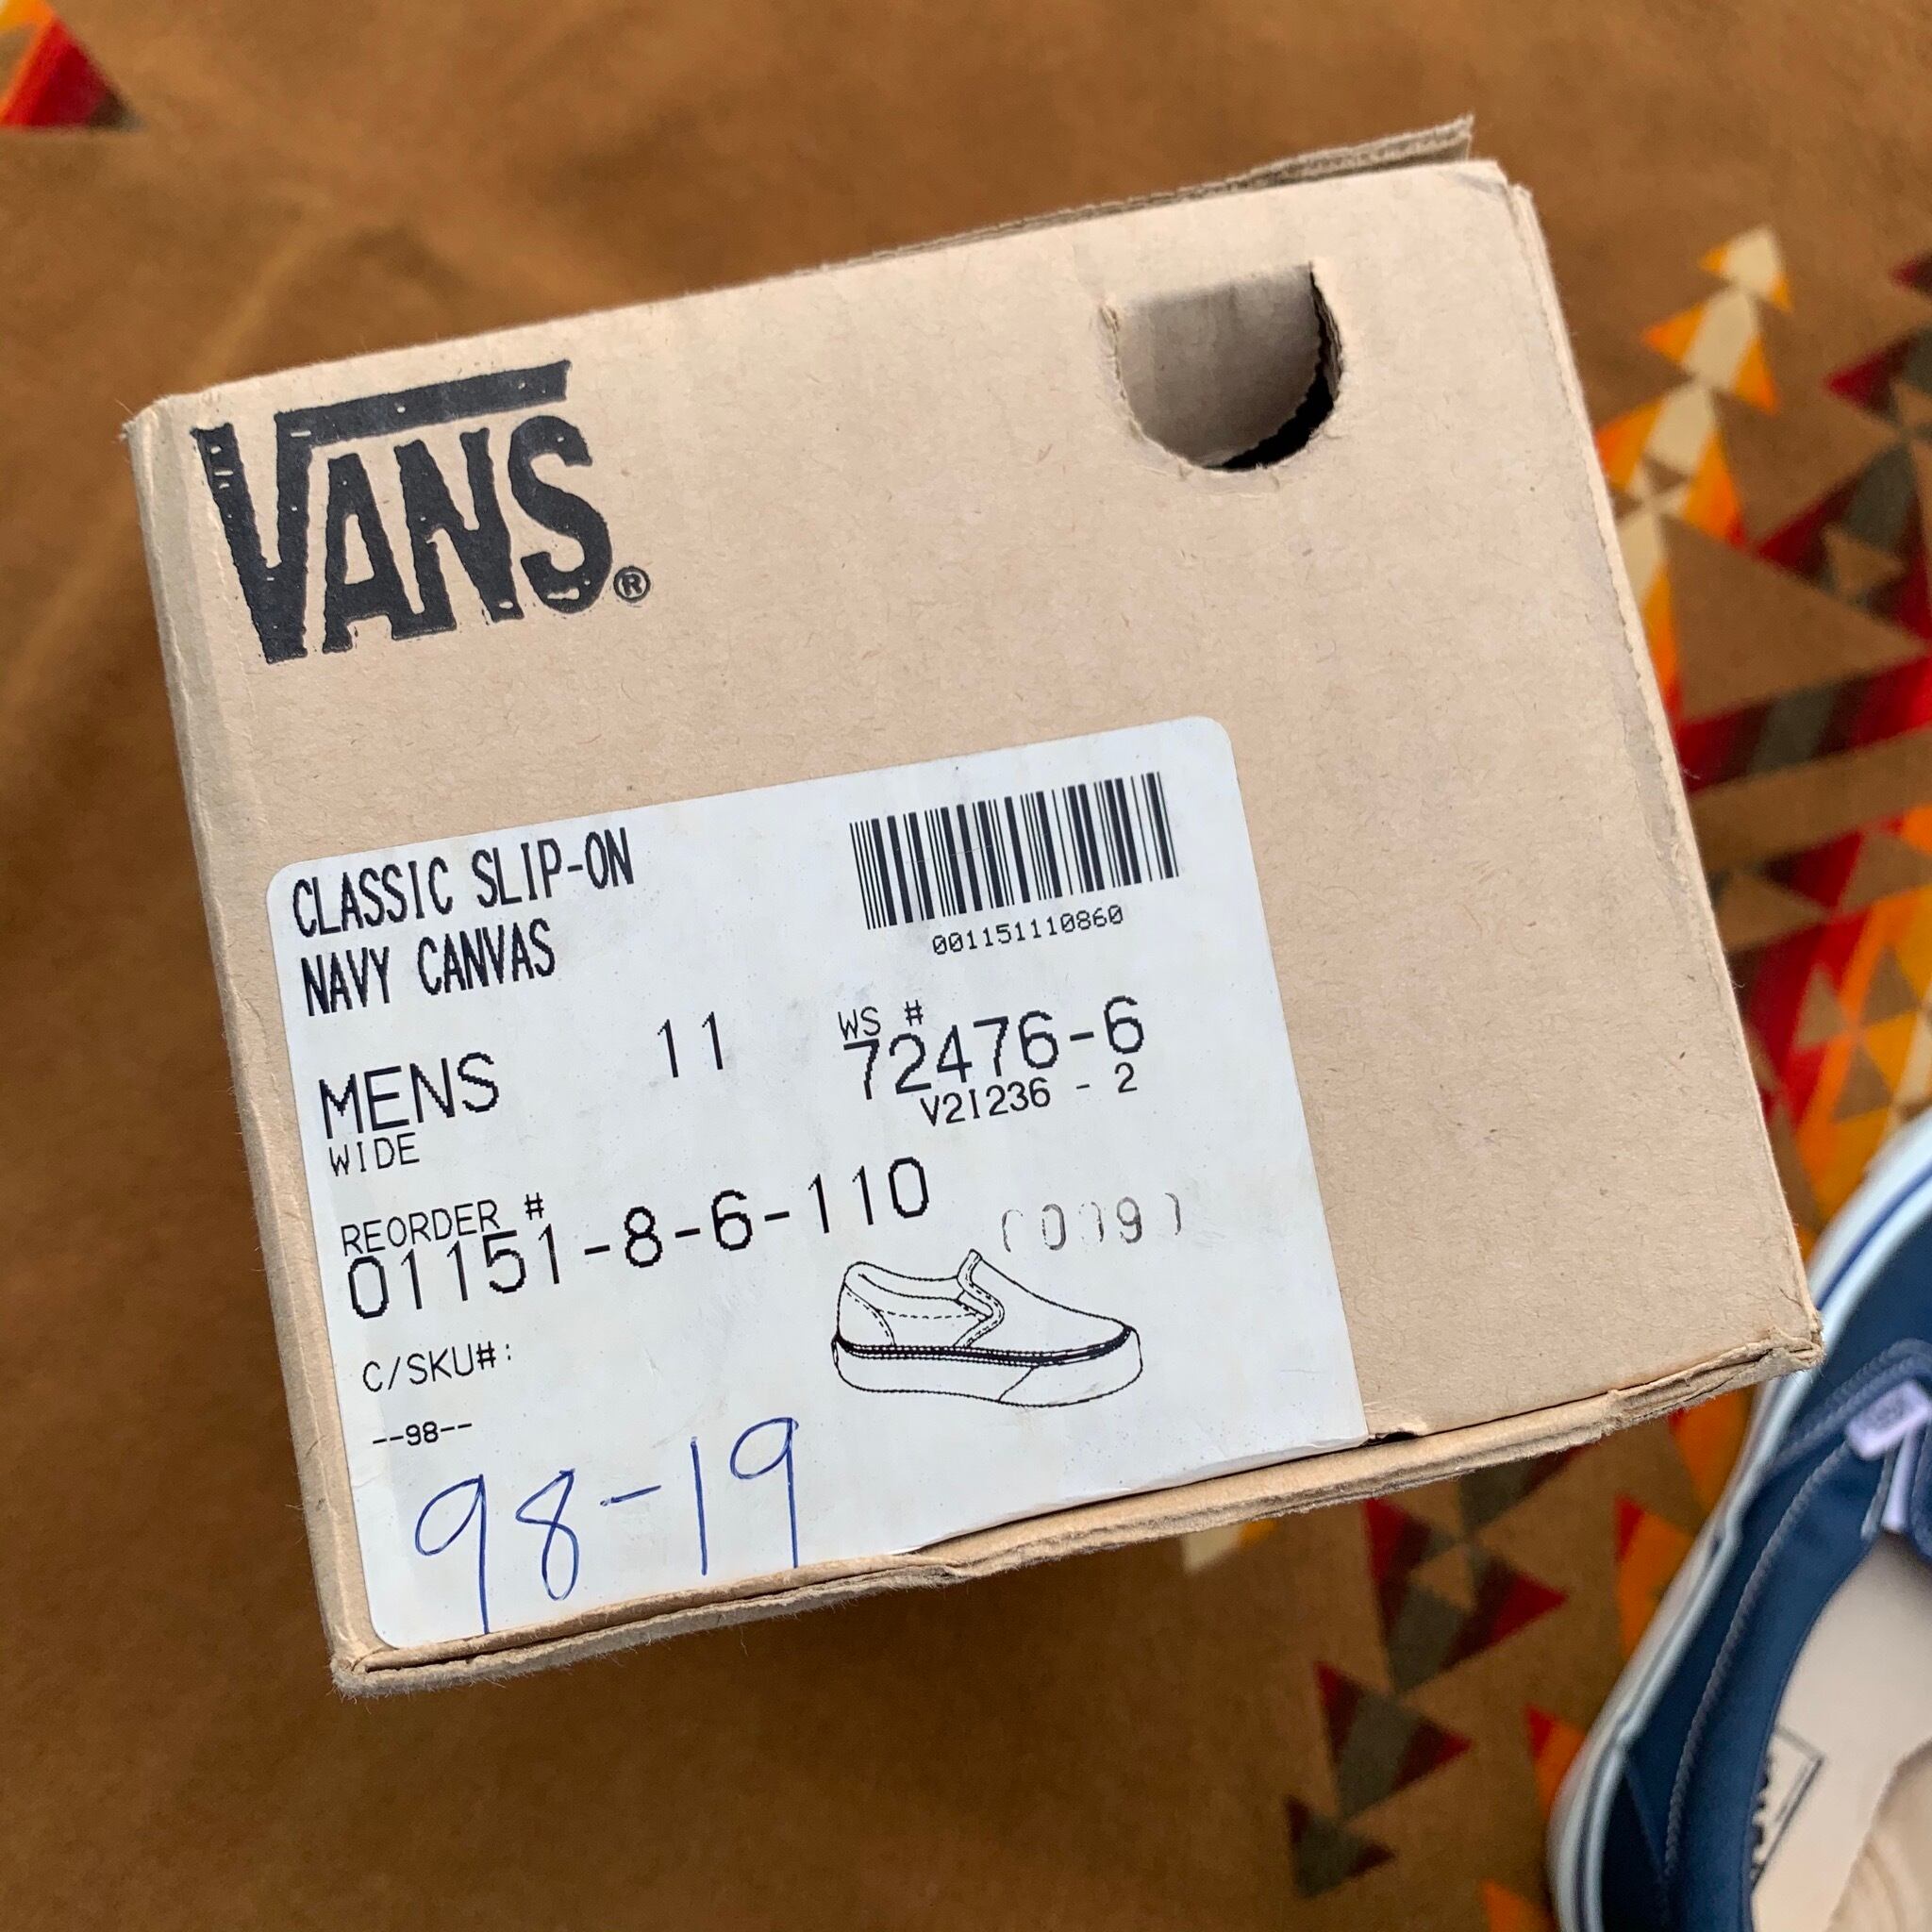 VANS®
CLASSIC SLIP-ON
NAVY CANVAS
001151110860
MENS 11
WIDE
WS #
72476-6
V21236 - 2
REORDER #
01151-8-6-110
C/SKU#:
--98--
98-19